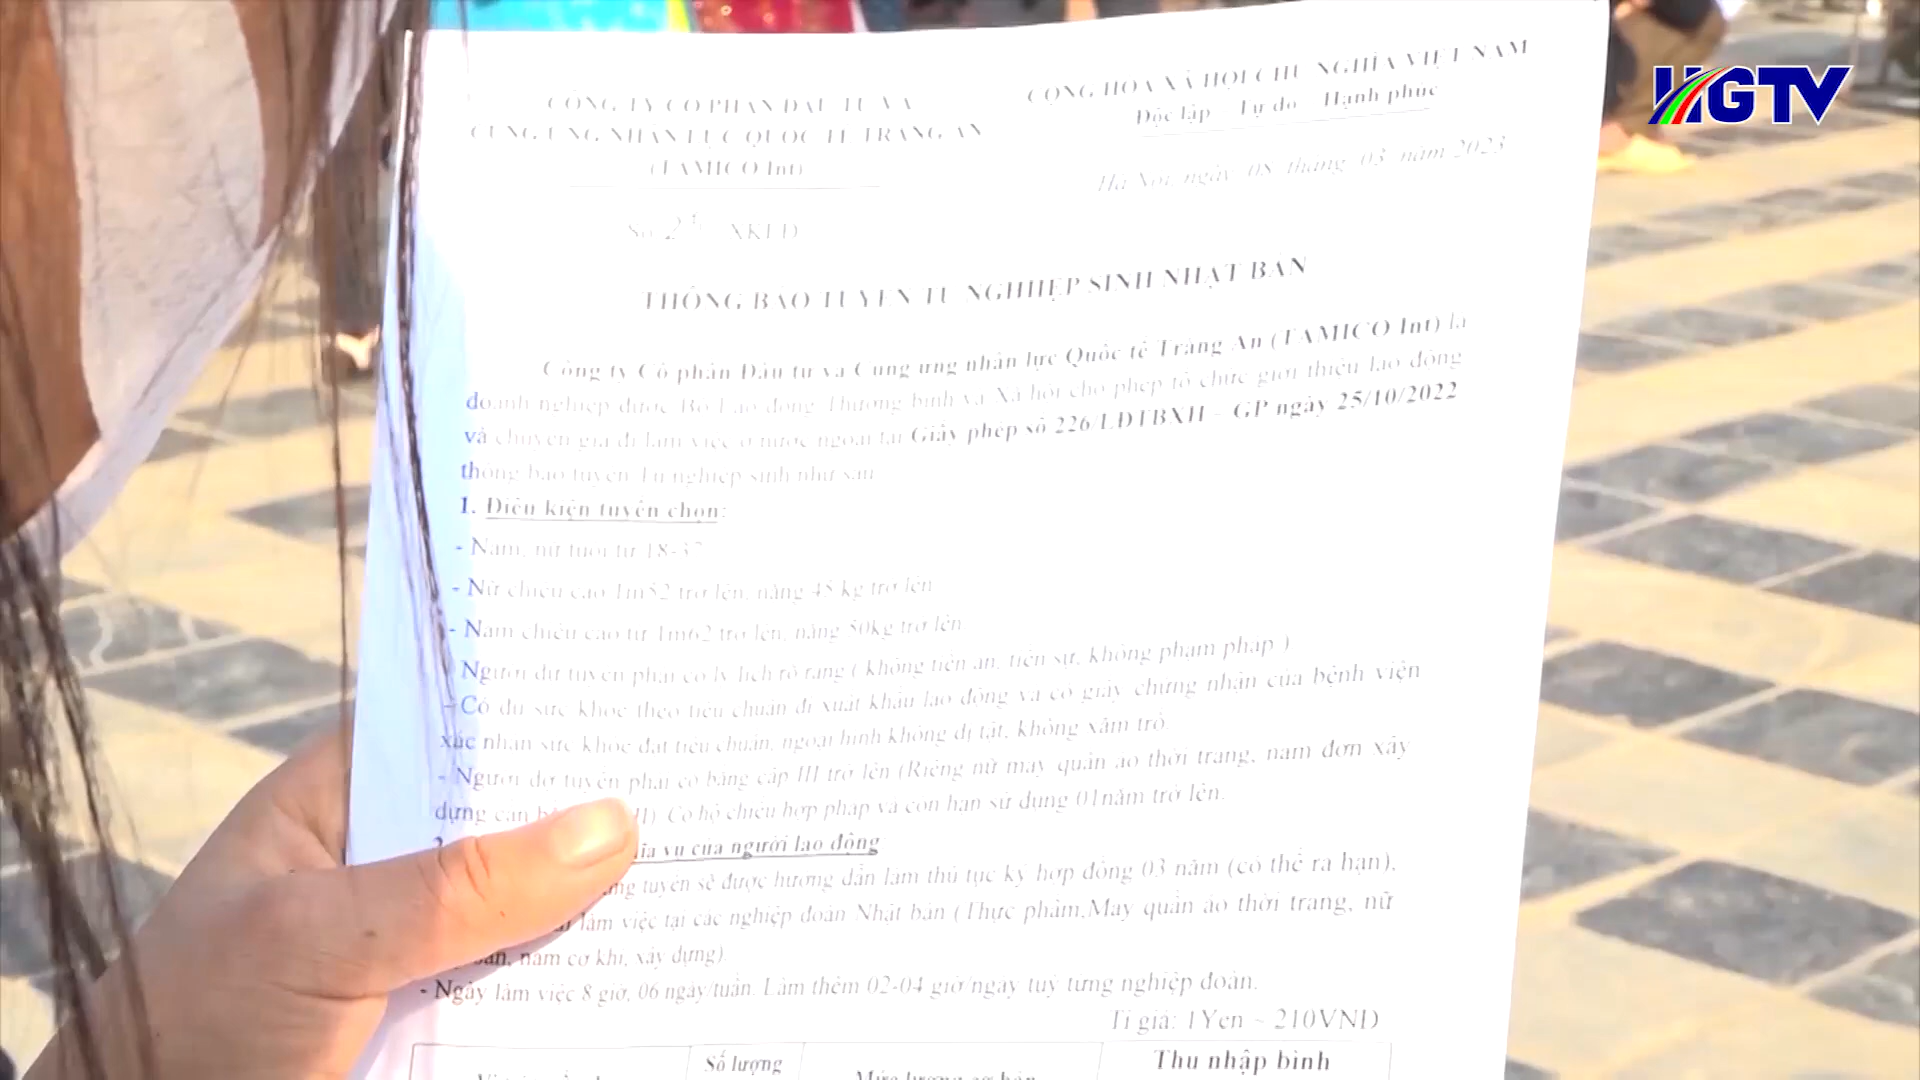 HGTV
CÔNG TY CỔ PHẦN ĐẦU TƯ VÀ
CUNG ỨNG NHÂN LỰC QUỐC TẾ TRÀNG AN
(TAMICO Int)
CỘNG HÒA XÃ HỘI CHỦ NGHĨA VIỆT NAM
Độc lập Tự do Hạnh phúc
Hà Nội, ngày 08 tháng 03 năm 2023
Số 2 XKLĐ
THÔNG BÁO TUYỂN TU NGHIỆP SINH NHẬT BẢN
Công ty Cổ phần Đầu tư và Cung ứng nhân lực Quốc tế Tràng An (TAMICO Int) là
doanh nghiệp được Bộ Lao động Thương binh và Xã hội cho phép tổ chức giới thiệu lao động
và chuyên gia đi làm việc ở nước ngoài tại Giấy phép số 226/LĐTBXH - GP ngày 25/10/2022
thông báo tuyển Tu nghiệp sinh như sau
1. Điều kiện tuyển chọn:
- Nam, nữ tuổi từ 18-37
- Nữ chiều cao 1m52 trở lên, nặng 45 kg trở lên
- Nam chiều cao từ 1m62 trở lên, nặng 50kg trở lên
Người dự tuyển phải có lý lịch rõ ràng ( không tiền án, tiền sự, không phạm pháp )
- Có đủ sức khỏe theo tiêu chuẩn đi xuất khẩu lao động và có giấy chứng nhận của bệnh viện
xác nhận sức khỏe đạt tiêu chuẩn, ngoại hình không dị tật, không xăm trổ.
- Người dự tuyển phải có bằng cấp III trở lên (Riêng nữ may quần áo thời trang, nam đơn xây
dựng cần II) Có hộ chiếu hợp pháp và còn hạn sử dụng 01năm trở lên.
2. vụ của người lao động
tuyển sẽ được hướng dẫn làm thủ tục ký hợp đồng 03 năm (có thể ra hạn),
làm việc tại các nghiệp đoàn Nhật bản (Thực phẩm,May quần áo thời trang, nữ
nam cơ khí, xây dựng).
- Ngày làm việc 8 giờ, 06 ngày/tuần. Làm thêm 02-04 giờ/ngày tuỳ từng nghiệp đoàn.
Tỉ giá: 1Yen ~ 210VND
Số lượng
Mức lương cơ bản
Thu nhập bình